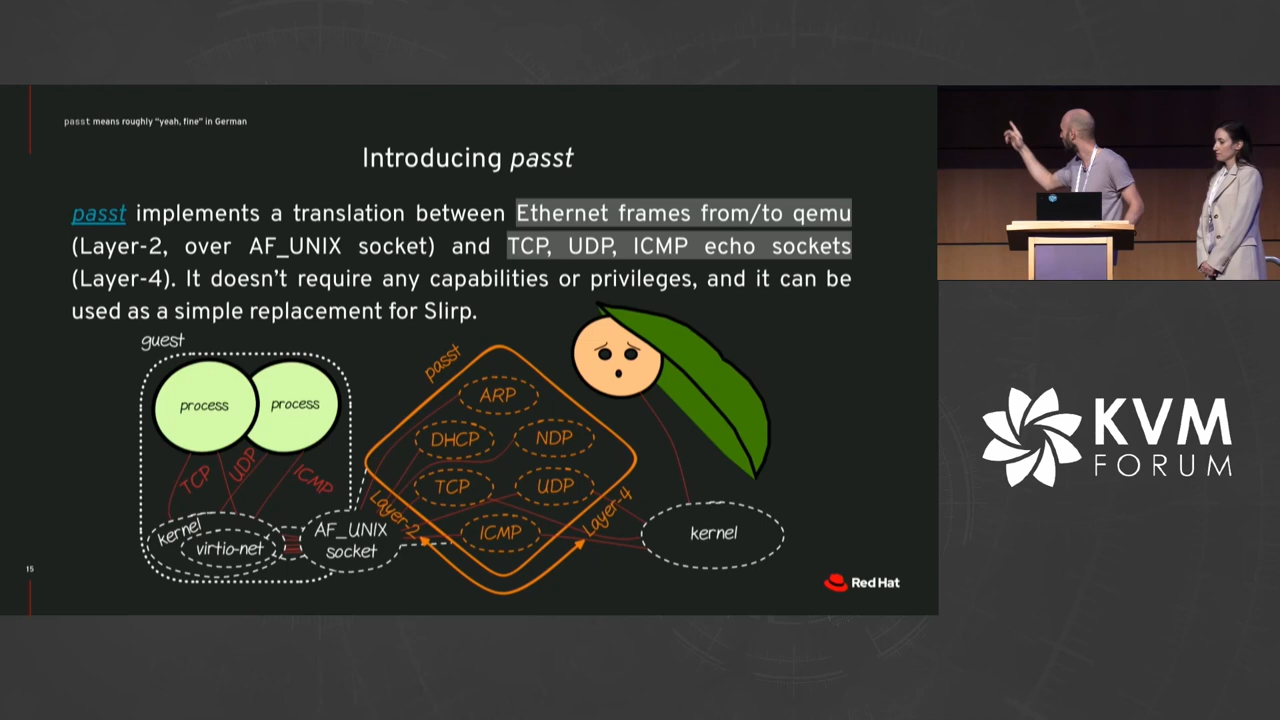 passt means roughly "yeah, fine" in German
Introducing passt
passt implements a translation between Ethernet frames from/to qemu
(Layer-2, over AF_UNIX socket) and TCP, UDP, ICMP echo sockets
(Layer-4). It doesn't require any capabilities or privileges, and it can be
used as a simple replacement for Slirp.
guest
process
process
TCP
UDP
ICMP
kernel
virtio-net
AF_UNIX
socket
passt
ARP
DHCP
NDP
TCP
UDP
ICMP
Layer-2
Layer-4
kernel
15
Red Hat
KVM
FORUM